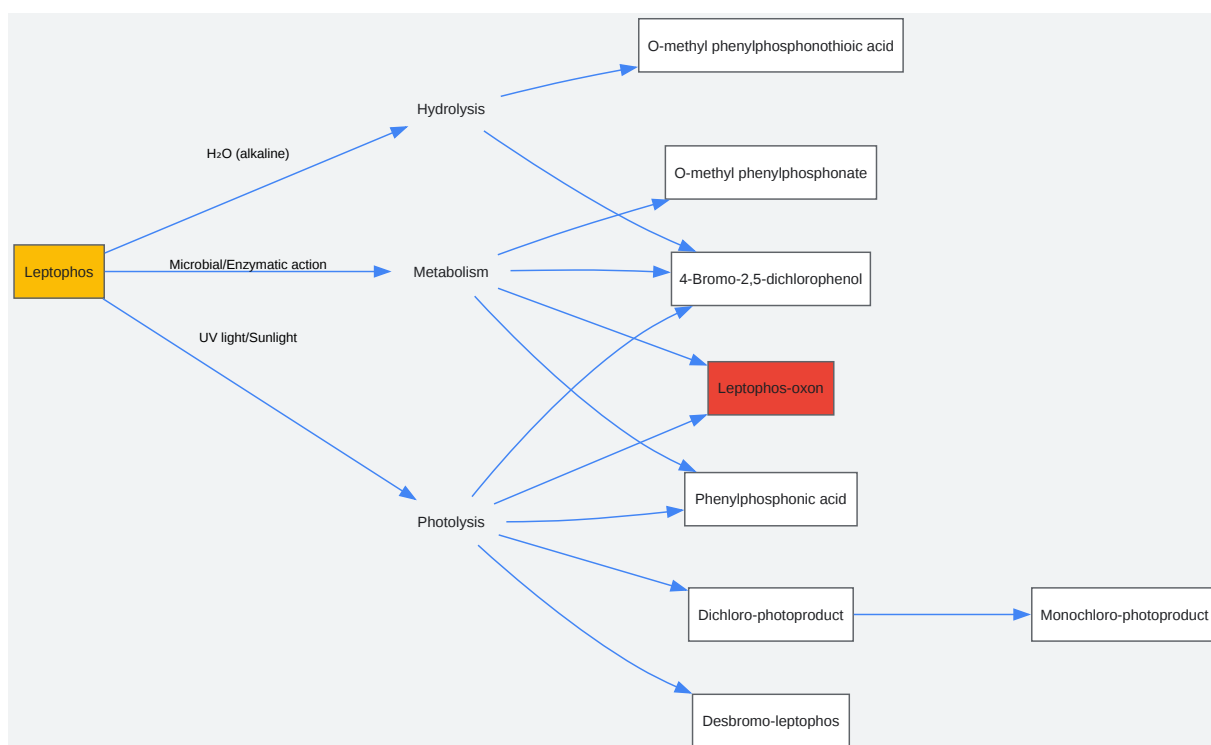 O-methyl phenylphosphonothioic acid
Hydrolysis
H₂O (alkaline)
O-methyl phenylphosphonate
Leptophos
Microbial/Enzymatic action
Metabolism
4-Bromo-2,5-dichlorophenol
UV light/Sunlight
Leptophos-oxon
Phenylphosphonic acid
Photolysis
Dichloro-photoproduct
Monochloro-photoproduct
Desbromo-leptophos